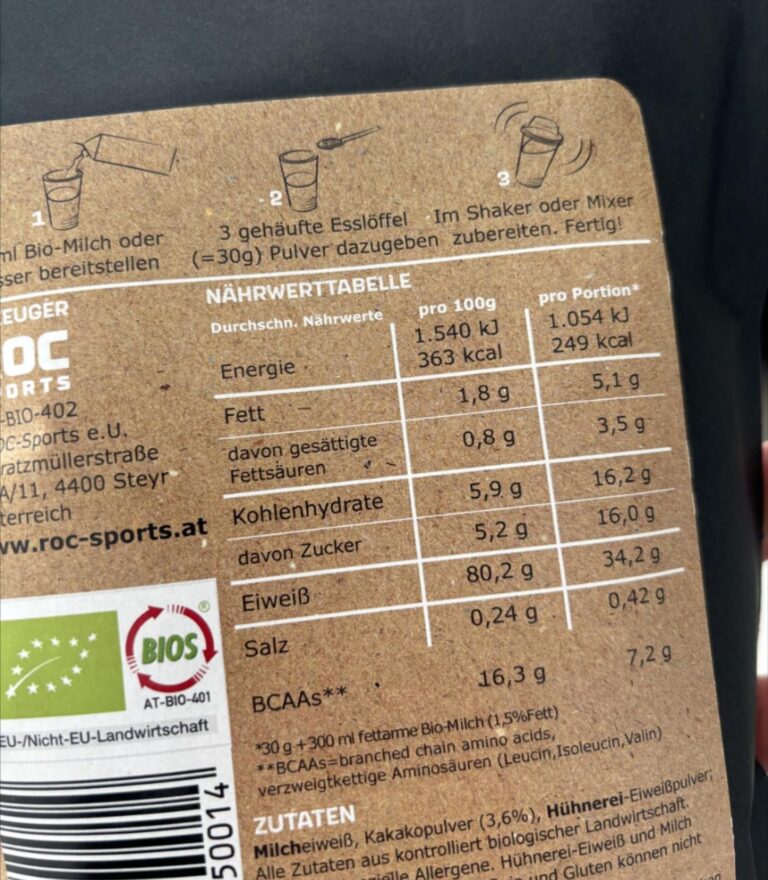 1
2
3
ml Bio-Milch oder
bereitstellen
3 gehäufte Esslöffel
(=30g) Pulver dazugeben
Im Shaker oder Mixer
zubereiten. Fertig!
NÄHRWERTTABELLE
Durchschn. Nährwerte pro 100g pro Portion*
Energie 1.540 kJ 1.054 kJ
363 kcal 249 kcal
Fett 1,8 g 5,1 g
davon gesättigte
Fettsäuren 0,8 g 3,5 g
Kohlenhydrate 5,9 g 16,2 g
davon Zucker 5,2 g 16,0 g
Eiweiß 80,2 g 34,2 g
Salz 0,24 g 0,42 g
BCAAs** 16,3 g 7,2 g
*30 g +300 ml fettarme Bio-Milch (1,5%Fett)
**BCAAs=branched chain amino acids,
verzweigtkettige Aminosäuren (Leucin,Isoleucin,Valin)
ZUTATEN
Milcheiweiß, Kakakopulver (3,6%), Hühnerei-Eiweißpulver;
Alle Zutaten aus kontrolliert biologischer Landwirtschaft.
Allergene. Hühnerei-Eiweiß und Milch
und Gluten können nicht
EUGER
OC
ORTS
-BIO-402
OC-Sports e.U.
ratzmüllerstraße
A/11, 4400 Steyr
terreich
ww.roc-sports.at
BIOS
®
AT-BIO-401
EU-/Nicht-EU-Landwirtschaft
50014